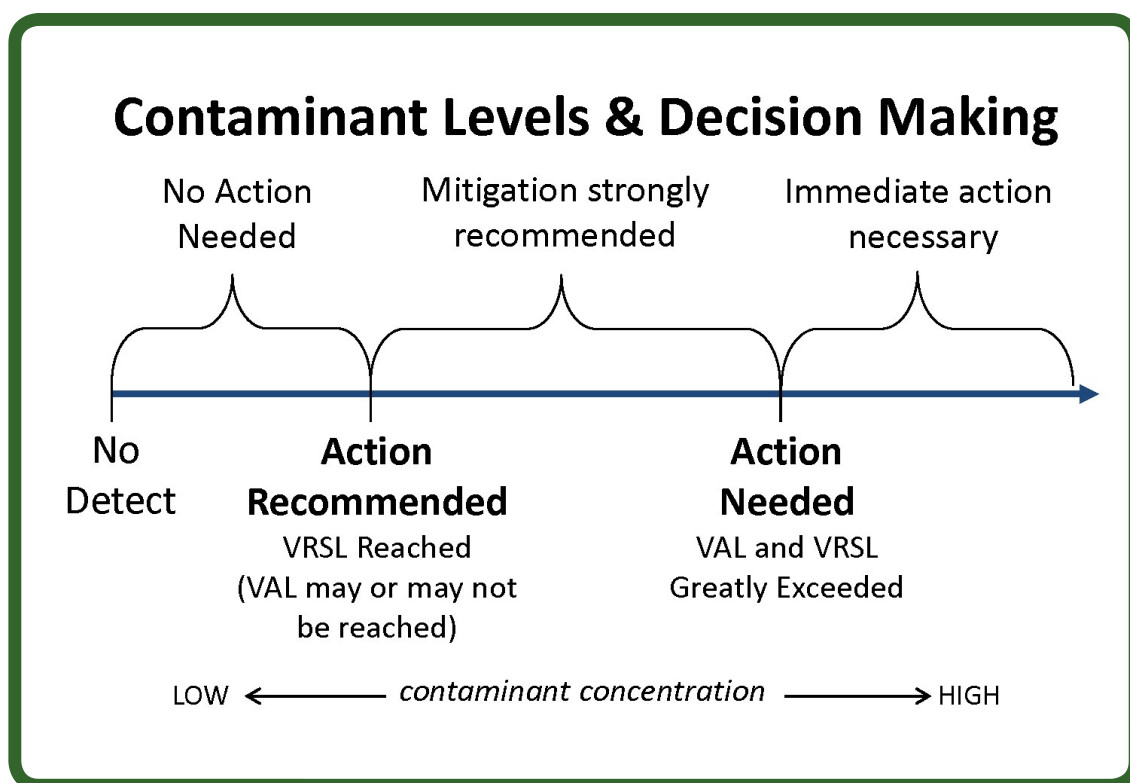 Contaminant Levels & Decision Making
No Action
Needed
Mitigation strongly
recommended
Immediate action
necessary
No
Detect
Action
Recommended
VRSL Reached
(VAL may or may not
be reached)
Action
Needed
VAL and VRSL
Greatly Exceeded
LOW contaminant concentration HIGH